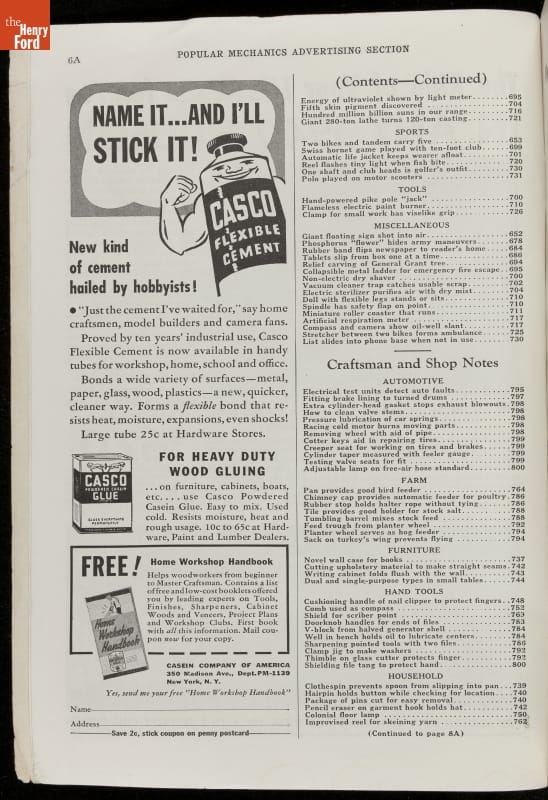 the
Henry
Ford
6A
POPULAR MECHANICS ADVERTISING SECTION
NAME IT...AND I'LL
STICK IT!
CASCO
FLEXIBLE
CEMENT
New kind
of cement
hailed by hobbyists!
● "Just the cement I've waited for," say home
craftsmen, model builders and camera fans.
Proved by ten years' industrial use, Casco
Flexible Cement is now available in handy
tubes for workshop, home, school and office.
Bonds a wide variety of surfaces—metal,
paper, glass, wood, plastics—a new, quicker,
cleaner way. Forms a flexible bond that re-
sists heat, moisture, expansions, even shocks!
Large tube 25c at Hardware Stores.
CASCO
POWDERED CASEIN
GLUE
FOR HEAVY DUTY
WOOD GLUING
...on furniture, cabinets, boats,
etc.... use Casco Powdered
Casein Glue. Easy to mix. Used
cold. Resists moisture, heat and
rough usage. 10c to 65c at Hard-
ware, Paint and Lumber Dealers.
FREE!
Home
Workshop
Handbook
Home Workshop Handbook
Helps woodworkers from beginner
to Master Craftsman. Contains a list
of free and low-cost booklets offered
you by leading experts on Tools,
Finishes, Sharpeners, Cabinet
Woods and Veneers, Project Plans
and Workshop Clubs. First book
with all this information. Mail cou-
pon now for your copy.
CASEIN COMPANY OF AMERICA
350 Madison Ave., Dept. PM-1139
New York, N. Y.
Yes, send me your free "Home Workshop Handbook"
Name
Address
Save 2c, stick coupon on penny postcard
(Contents—Continued)
Energy of ultraviolet shown by light meter.......695
Fifth skin pigment discovered ................704
Hundred million billion suns in our range........716
Giant 280-ton lathe turns 120-ton casting........721
SPORTS
Two bikes and tandem carry five ................653
Swiss hornet game played with ten-foot club .....699
Automatic life jacket keeps wearer afloat........701
Reel flashes tiny light when fish bite...........720
One shaft and club heads is golfer's outfit......730
Polo played on motor scooters ..................731
TOOLS
Hand-powered pike pole "jack" ..................700
Flameless electric paint burner.................710
Clamp for small work has viselike grip..........726
MISCELLANEOUS
Giant floating sign shot into air...............652
Phosphorus "flower" hides army maneuvers ......678
Rubber band flips newspaper to reader's home....684
Tablets slip from box one at a time.............686
Relief carving of General Grant tree............694
Collapsible metal ladder for emergency fire escape..695
Non-electric dry shaver ........................700
Vacuum cleaner trap catches usable scrap........702
Electric sterilizer purifies air with dry mist..704
Doll with flexible legs stands or sits..........710
Spindle has safety flap on point................710
Miniature roller coaster that runs..............711
Artificial respiration meter ...................717
Compass and camera show oil-well slant..........717
Stretcher between two bikes forms ambulance.....725
List slides into phone base when not in use.....730
Craftsman and Shop Notes
AUTOMOTIVE
Electrical test units detect auto faults........795
Fitting brake lining to turned drums ...........797
Extra cylinder-head gasket stops exhaust blowouts.798
How to clean valve stems........................798
Pressure lubrication of car springs.............798
Racing cold motor burns moving parts............798
Removing wheel with aid of pipe.................798
Cotter keys aid in repairing tires..............799
Creeper seat for working on tires and brakes....799
Cylinder taper measured with feeler gauge.......799
Testing valve seats for fit.....................799
Adjustable lamp on free-air hose standard.......800
FARM
Pan provides good bird feeder ..................764
Chimney cap provides automatic feeder for poultry.786
Rubber stop holds halter rope without tying.....786
Tile provides good holder for stock salt........788
Tumbling barrel mixes stock feed ...............788
Feed trough from planter wheel .................792
Planter wheel serves as hog feeder .............794
Sack on turkey's wing prevents flying ..........794
FURNITURE
Novel wall case for books ......................737
Cutting upholstery material to make straight seams.742
Writing cabinet folds flush with the wall.......743
Dual and single-purpose types in small tables...744
HAND TOOLS
Cushioning handle of nail clipper to protect fingers..748
Comb used as compass ...........................752
Shield for scriber point .......................763
Doorknob handles for ends of files..............783
V-block from halved generator shell ............784
Well in bench holds oil to lubricate centers....784
Sharpening pointed tools with two files.........786
Clamp jig to make washers ......................792
Thimble on glass cutter protects finger.........792
Shielding file tang to protect hand.............800
HOUSEHOLD
Clothespin prevents spoon from slipping into pan...739
Hairpin holds button while checking for location..740
Package of pins cut for easy removal............740
Pencil eraser on garment hook holds hat.........742
Colonial floor lamp ............................750
Improvised reel for skeining yarn...............762
(Continued to page 8A)